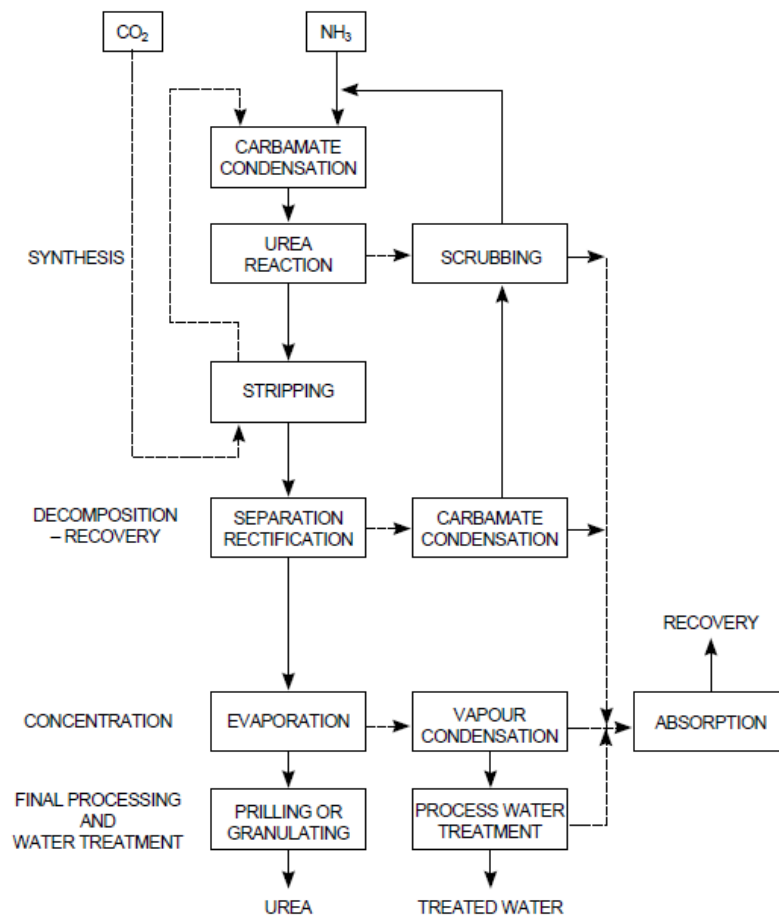 CO₂
NH₃
CARBAMATE
CONDENSATION
SYNTHESIS
UREA
REACTION
SCRUBBING
STRIPPING
DECOMPOSITION
– RECOVERY
SEPARATION
RECTIFICATION
CARBAMATE
CONDENSATION
RECOVERY
CONCENTRATION
EVAPORATION
VAPOUR
CONDENSATION
ABSORPTION
FINAL PROCESSING
AND
WATER TREATMENT
PRILLING OR
GRANULATING
PROCESS WATER
TREATMENT
UREA
TREATED WATER